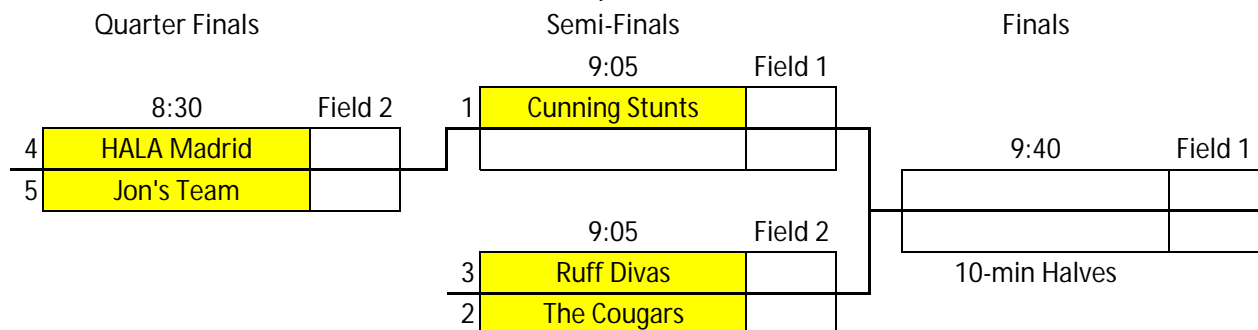 Quarter Finals Semi-Finals Finals
9:05 Field 1
8:30 Field 2 1 Cunning Stunts
4 HALA Madrid 9:40 Field 1
5 Jon's Team
9:05 Field 2
3 Ruff Divas 10-min Halves
2 The Cougars